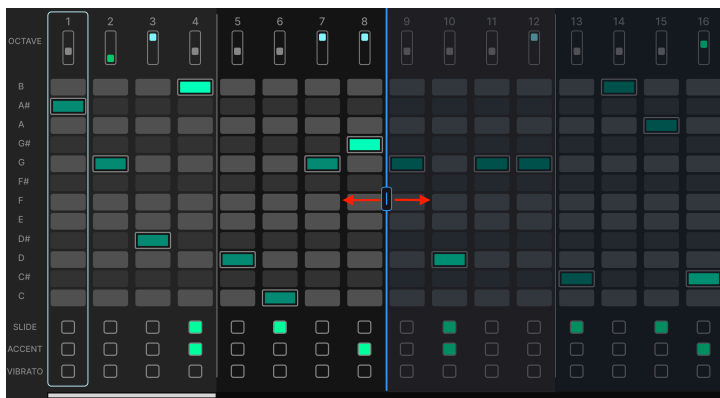 1 2 3 4 5 6 7 8 9 10 11 12 13 14 15 16
OCTAVE
B
A#
A
G#
G
F#
F
E
D#
D
C#
C
SLIDE
ACCENT
VIBRATO